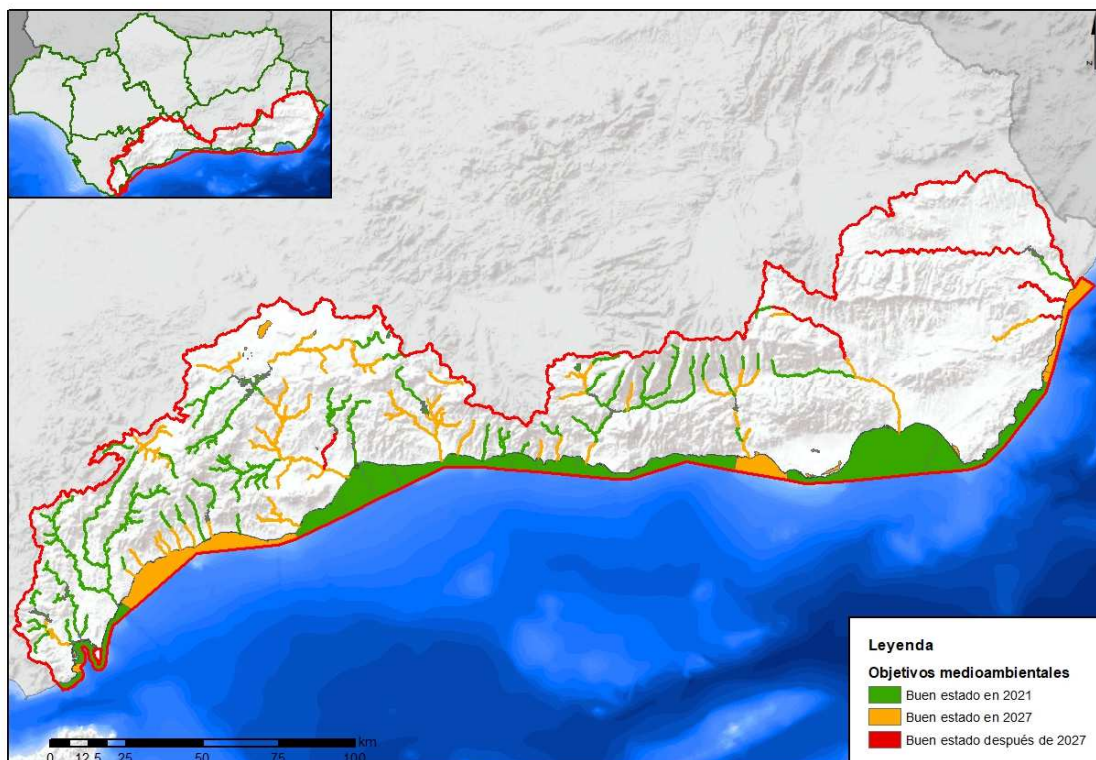 N
Leyenda
Objetivos medioambientales
Buen estado en 2021
Buen estado en 2027
Buen estado después de 2027
km
0 12,5 25 50 75 100